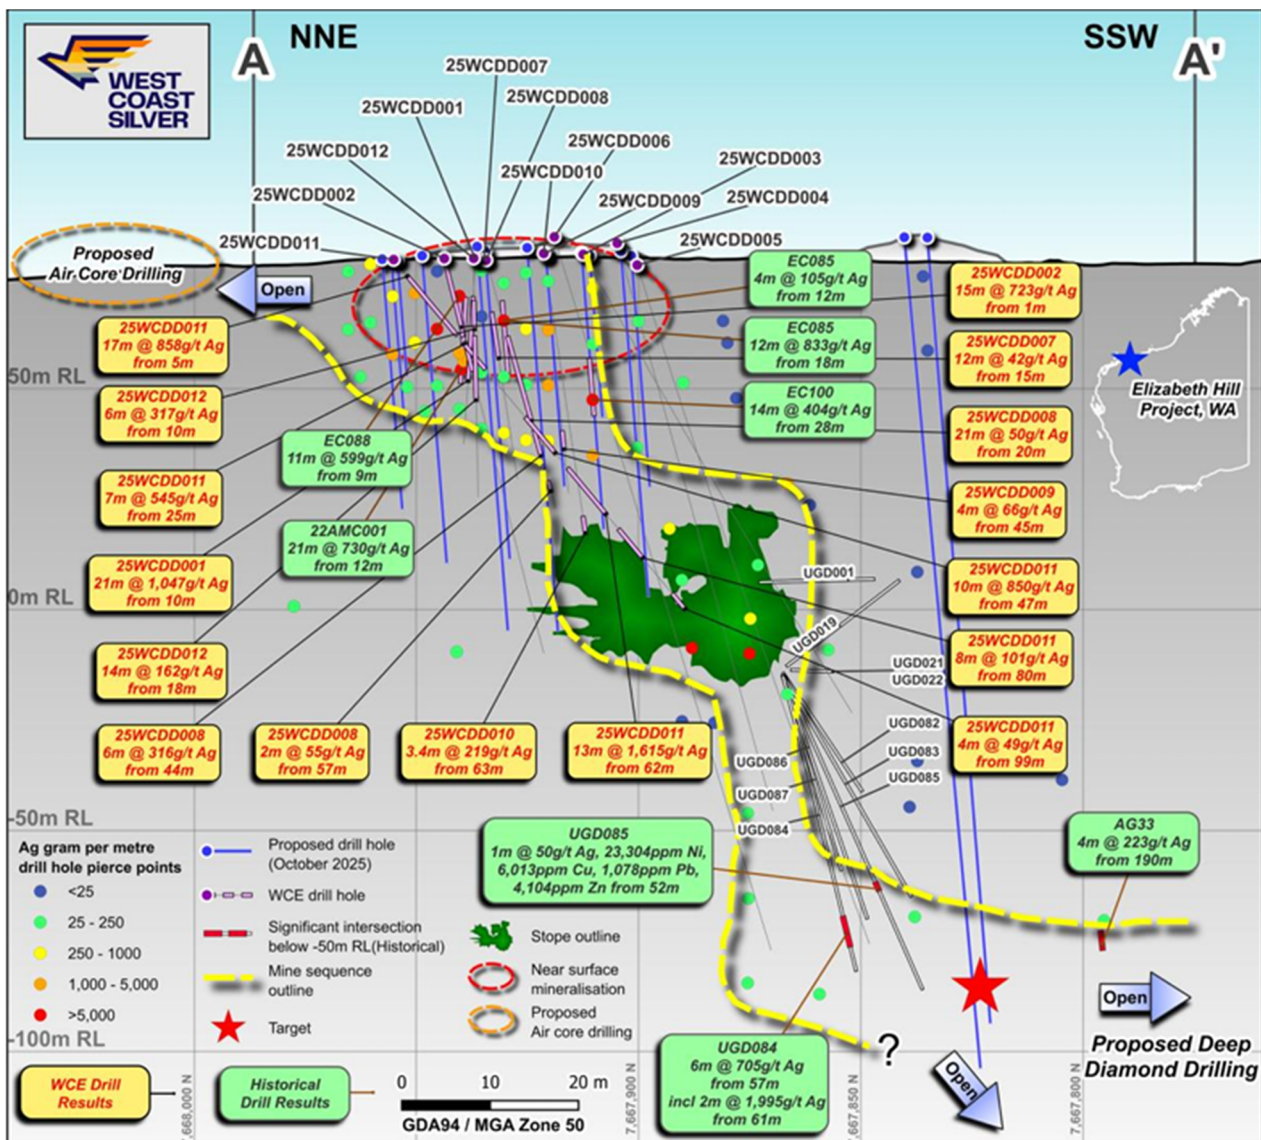 WEST
COAST
SILVER
A
NNE
SSW
A'
25WCDD007
25WCDD001
25WCDD008
25WCDD012
25WCDD006
25WCDD010
25WCDD003
25WCDD002
25WCDD009
25WCDD004
25WCDD011
25WCDD005
Proposed
Air Core Drilling
Open
EC085
4m @ 105g/t Ag
from 12m
25WCDD002
15m @ 723g/t Ag
from 1m
25WCDD011
17m @ 858g/t Ag
from 5m
EC085
12m @ 833g/t Ag
from 18m
25WCDD007
12m @ 42g/t Ag
from 15m
50m RL
Elizabeth Hill
Project, WA
25WCDD012
6m @ 317g/t Ag
from 10m
EC100
14m @ 404g/t Ag
from 28m
25WCDD008
21m @ 50g/t Ag
from 20m
EC088
11m @ 599g/t Ag
from 9m
25WCDD011
7m @ 545g/t Ag
from 25m
25WCDD009
4m @ 66g/t Ag
from 45m
22AMC001
21m @ 730g/t Ag
from 12m
25WCDD001
21m @ 1,047g/t Ag
from 10m
25WCDD011
10m @ 850g/t Ag
from 47m
0m RL
UGD001
UGD019
25WCDD012
14m @ 162g/t Ag
from 18m
25WCDD011
8m @ 101g/t Ag
from 80m
UGD021
UGD022
25WCDD008
6m @ 316g/t Ag
from 44m
25WCDD008
2m @ 55g/t Ag
from 57m
25WCDD010
3.4m @ 219g/t Ag
from 63m
25WCDD011
13m @ 1,615g/t Ag
from 62m
25WCDD011
4m @ 49g/t Ag
from 99m
UGD082
UGD083
UGD085
UGD086
UGD087
UGD084
-50m RL
UGD085
1m @ 50g/t Ag, 23,304ppm Ni,
6,013ppm Cu, 1,078ppm Pb,
4,104ppm Zn from 52m
AG33
4m @ 223g/t Ag
from 190m
Ag gram per metre
drill hole pierce points
<25
25 - 250
250 - 1000
1,000 - 5,000
>5,000
Proposed drill hole
(October 2025)
WCE drill hole
Significant intersection
below -50m RL(Historical)
Mine sequence
outline
Target
Stope outline
Near surface
mineralisation
Proposed
Air core drilling
-100m RL
Open
Proposed Deep
Diamond Drilling
Open
?
UGD084
6m @ 705g/t Ag
from 57m
incl 2m @ 1,995g/t Ag
from 61m
WCE Drill
Results
Historical
Drill Results
0 10 20 m
GDA94 / MGA Zone 50
7,668,000 N
7,667,900 N
7,667,850 N
7,667,800 N